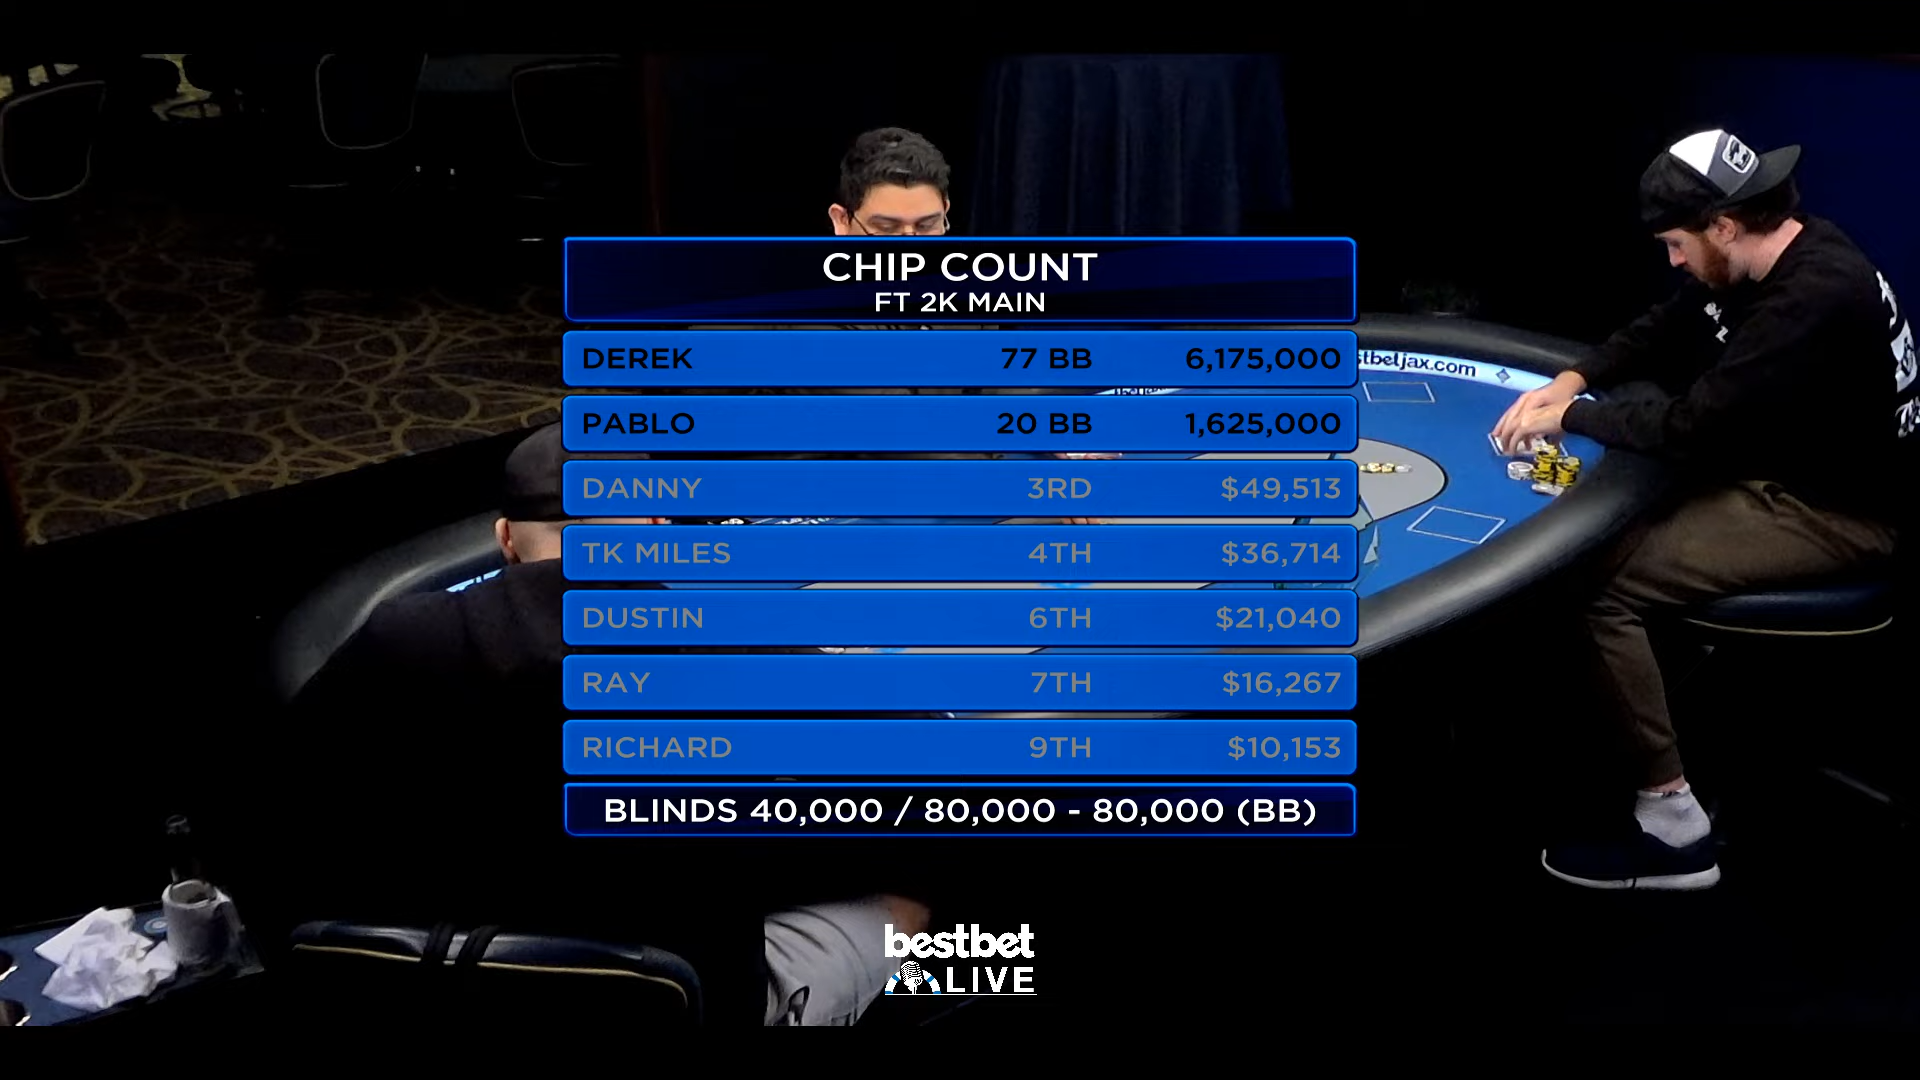 CHIP COUNT
FT 2K MAIN
DEREK 77 BB 6,175,000
PABLO 20 BB 1,625,000
DANNY 3RD $49,513
TK MILES 4TH $36,714
DUSTIN 6TH $21,040
RAY 7TH $16,267
RICHARD 9TH $10,153
BLINDS 40,000 / 80,000 - 80,000 (BB)
tbetjax.com
bestbet
LIVE